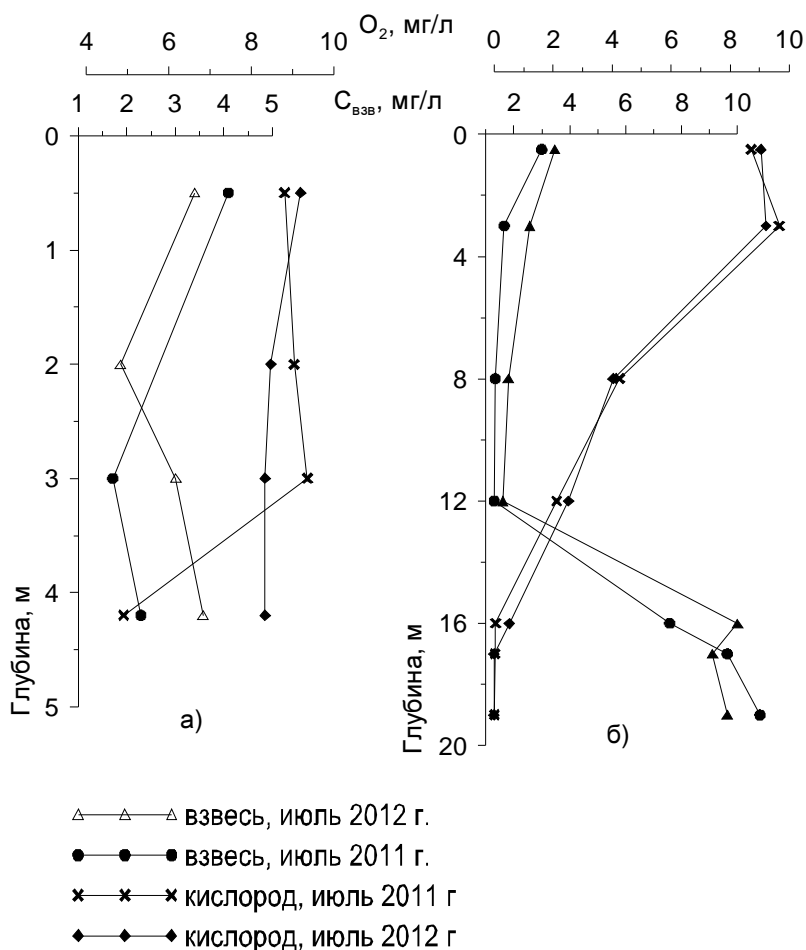 O₂, мг/л
4 6 8 10
0 2 4 6 8 10
1 2 3 4 5
Cвзв, мг/л
2 4 6 8 10
0
1
2
3
4
5
Глубина, м
а)
0
4
8
12
16
20
Глубина, м
б)
взвесь, июль 2012 г.
взвесь, июль 2011 г.
кислород, июль 2011 г
кислород, июль 2012 г